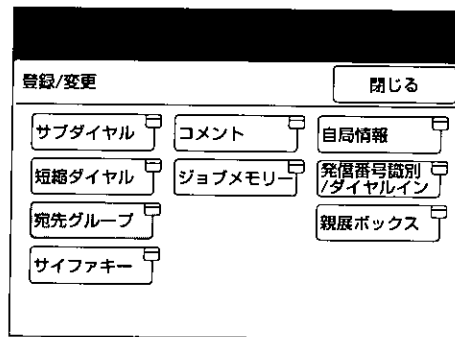 登録/変更
閉じる
サブダイヤル
コメント
自局情報
短縮ダイヤル
ジョブメモリー
発信番号識別
/ダイヤルイン
宛先グループ
親展ボックス
サイファキー